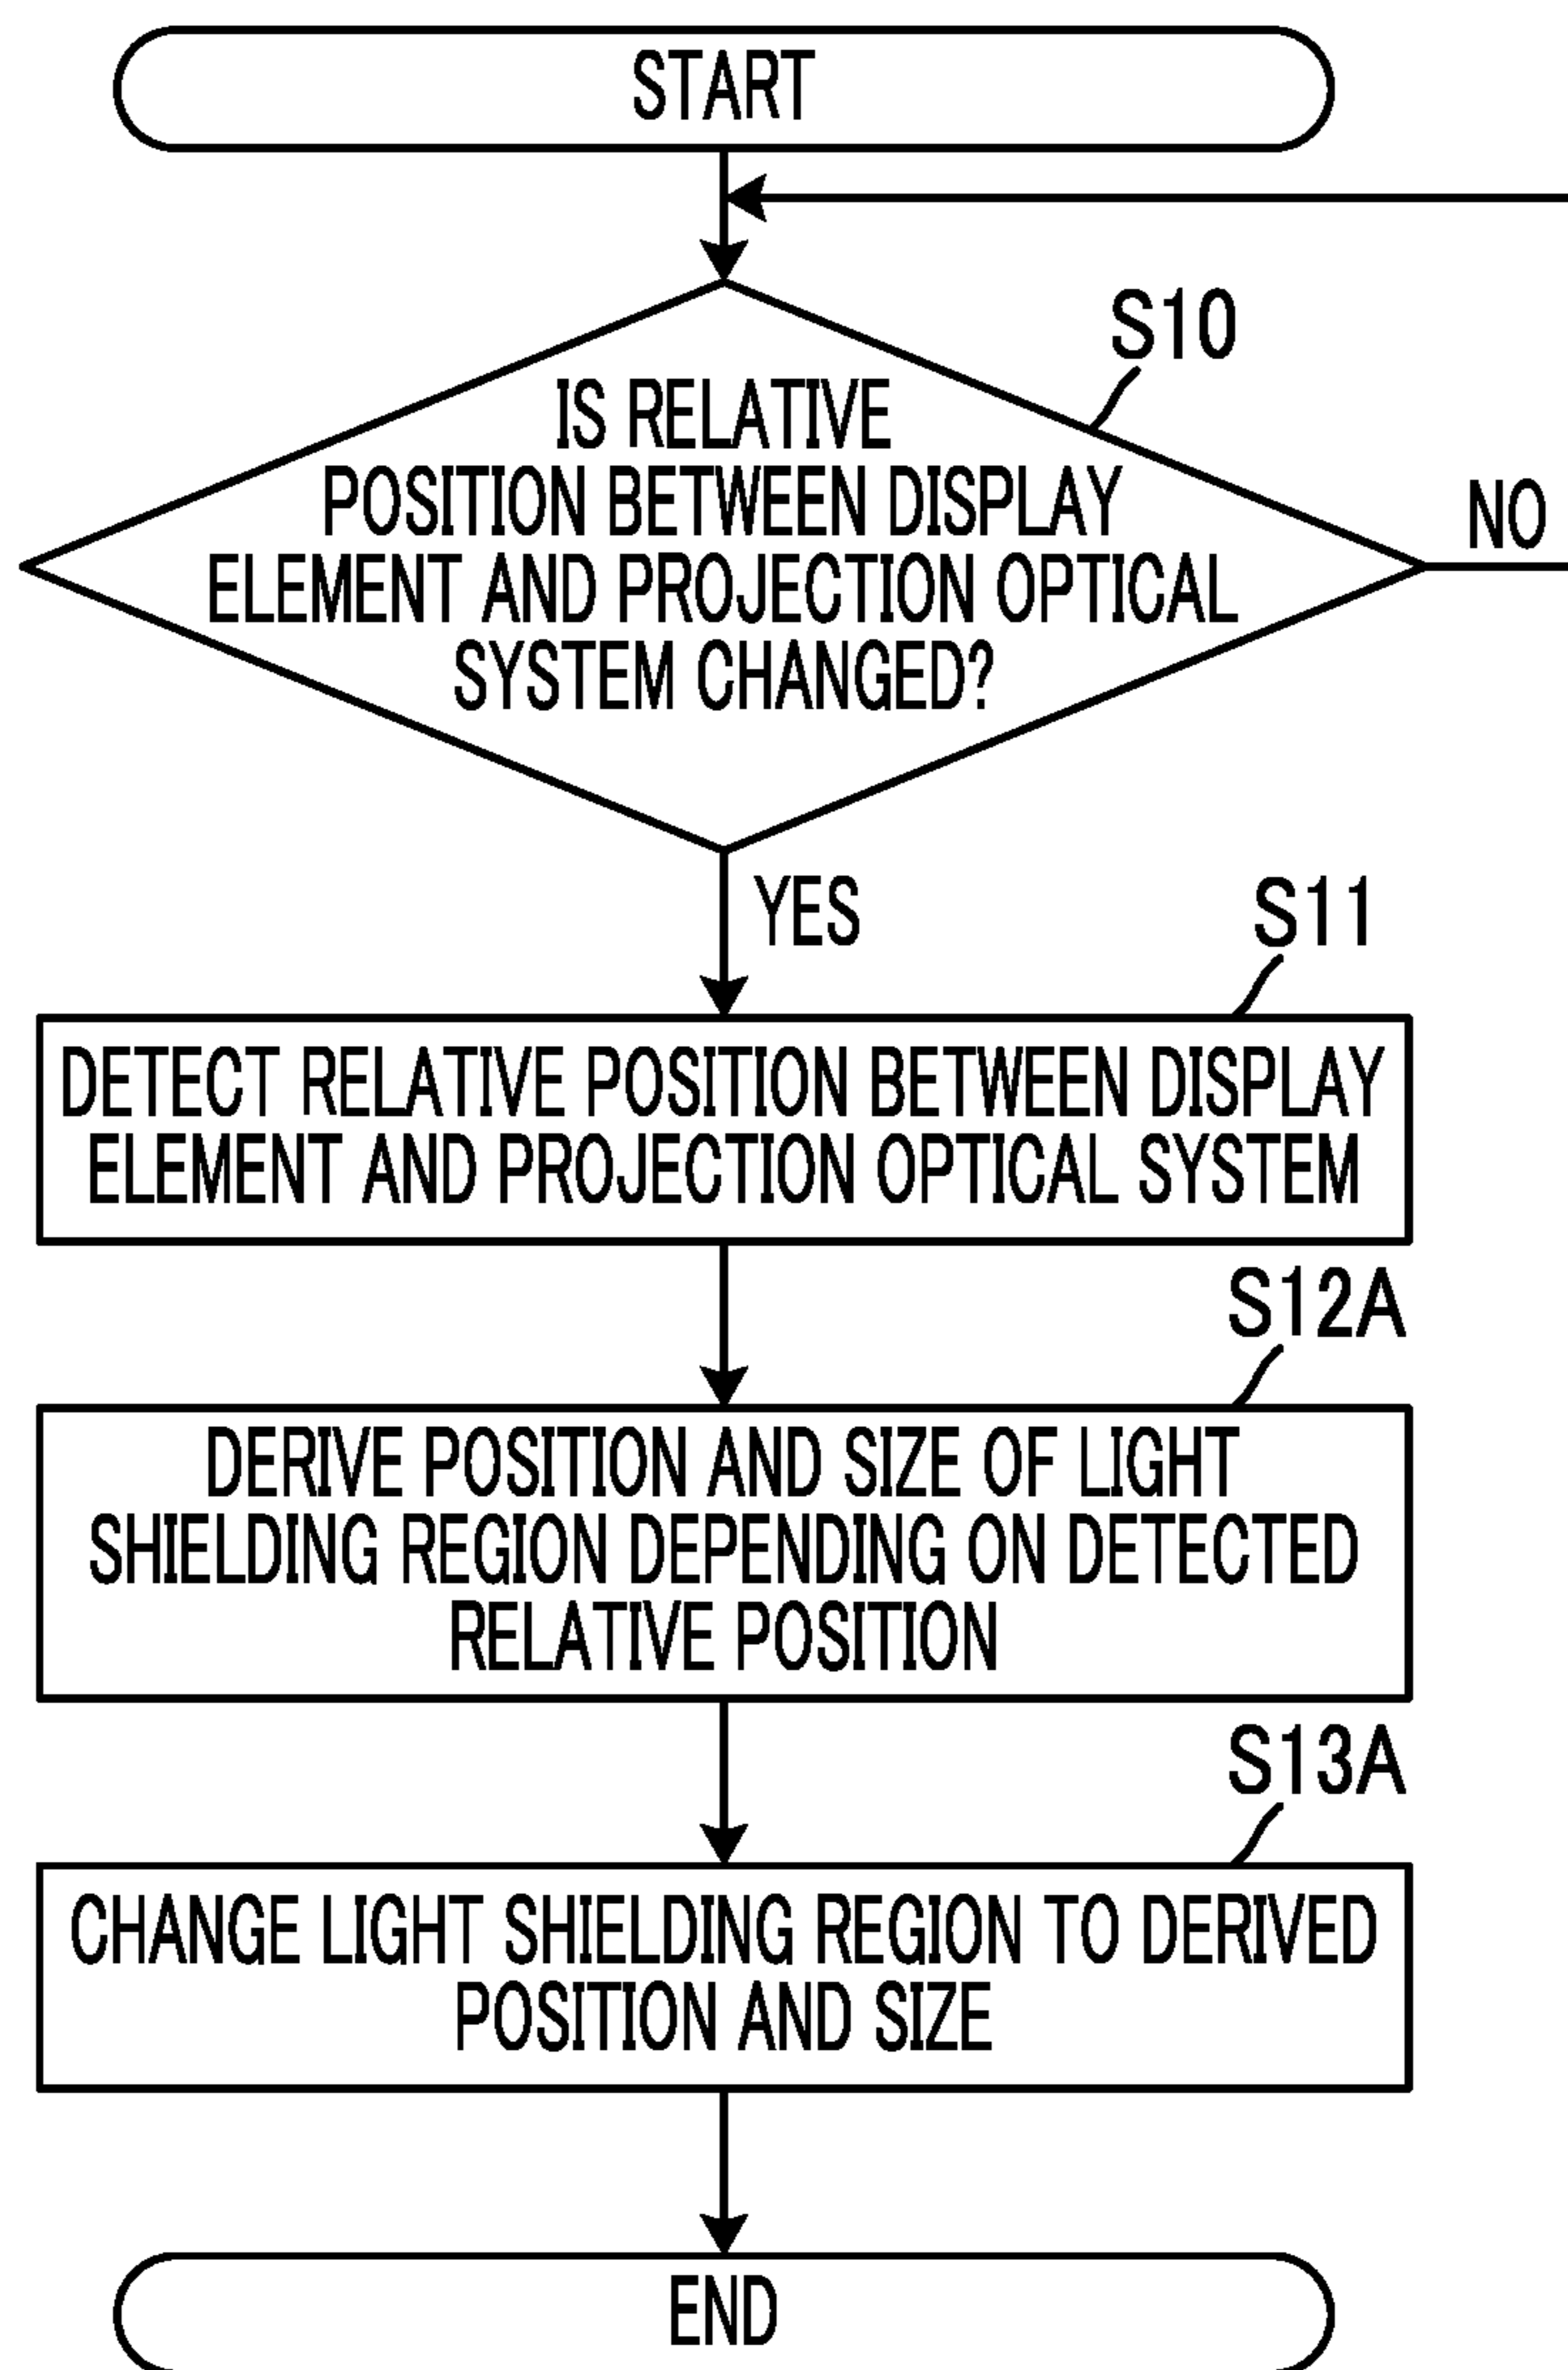 START
S10
IS RELATIVE
POSITION BETWEEN DISPLAY
ELEMENT AND PROJECTION OPTICAL
SYSTEM CHANGED?
NO
YES
S11
DETECT RELATIVE POSITION BETWEEN DISPLAY
ELEMENT AND PROJECTION OPTICAL SYSTEM
S12A
DERIVE POSITION AND SIZE OF LIGHT
SHIELDING REGION DEPENDING ON DETECTED
RELATIVE POSITION
S13A
CHANGE LIGHT SHIELDING REGION TO DERIVED
POSITION AND SIZE
END